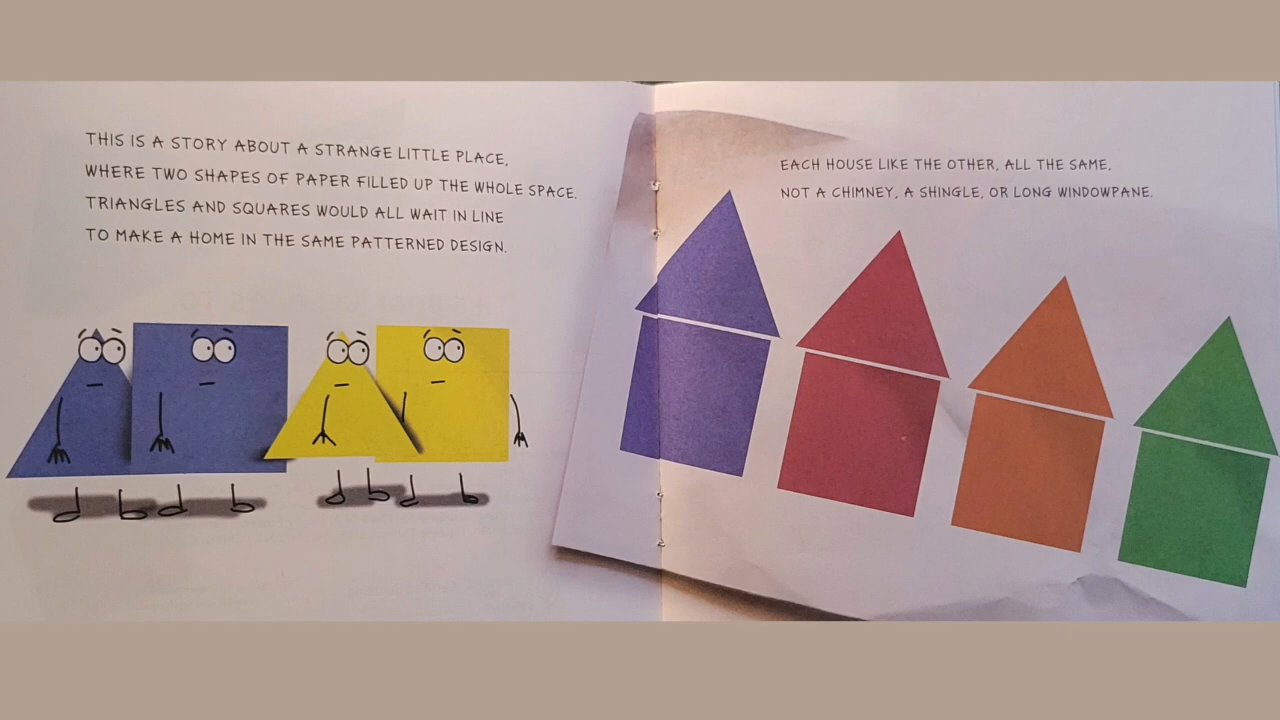 THIS IS A STORY ABOUT A STRANGE LITTLE PLACE,
WHERE TWO SHAPES OF PAPER FILLED UP THE WHOLE SPACE.
TRIANGLES AND SQUARES WOULD ALL WAIT IN LINE
TO MAKE A HOME IN THE SAME PATTERNED DESIGN.
EACH HOUSE LIKE THE OTHER, ALL THE SAME,
NOT A CHIMNEY, A SHINGLE, OR LONG WINDOWPANE.